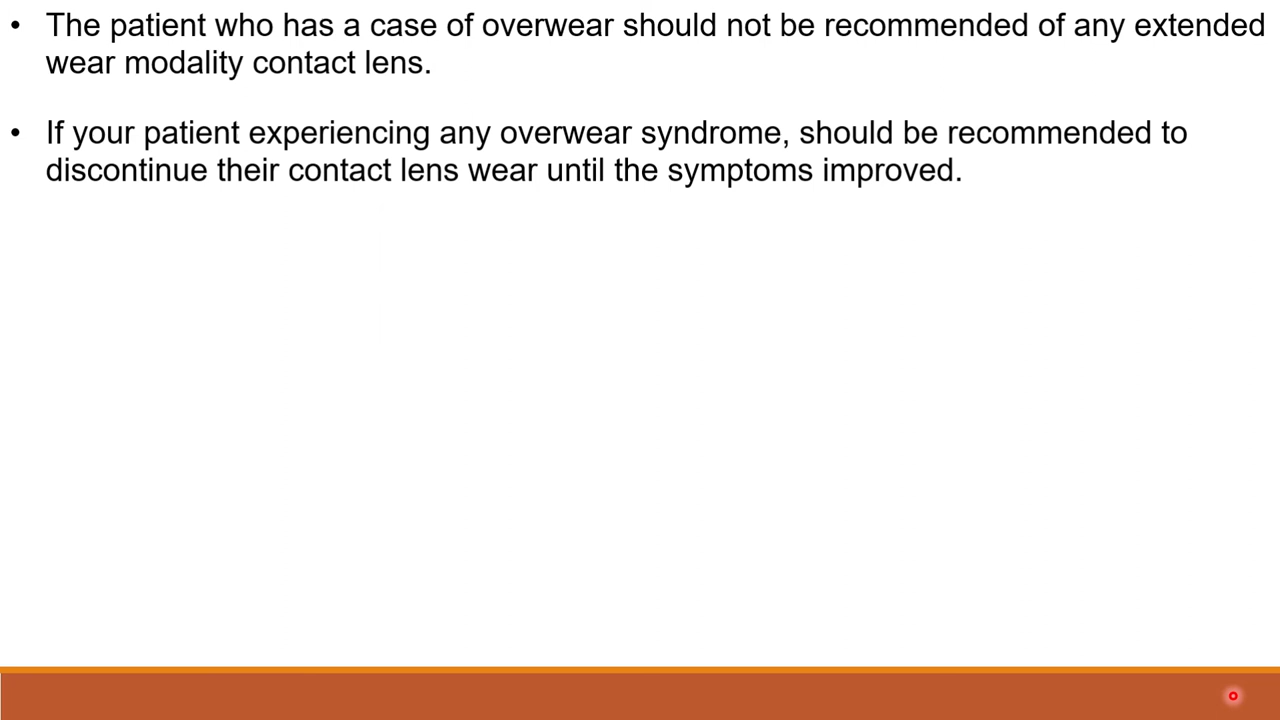 • The patient who has a case of overwear should not be recommended of any extended
wear modality contact lens.
• If your patient experiencing any overwear syndrome, should be recommended to
discontinue their contact lens wear until the symptoms improved.